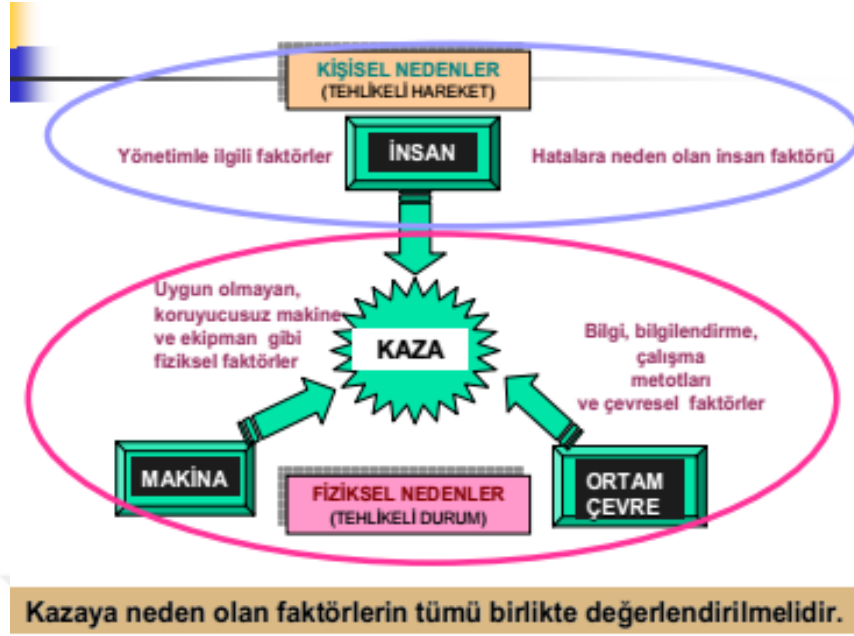 KİŞİSEL NEDENLER
(TEHLİKELİ HAREKET)
Yönetimle ilgili faktörler
İNSAN
Hatalara neden olan insan faktörü
Uygun olmayan,
koruyucusuz makine
ve ekipman gibi
fiziksel faktörler
KAZA
Bilgi, bilgilendirme,
çalışma
metotları
ve çevresel faktörler
MAKİNA
FİZİKSEL NEDENLER
(TEHLİKELİ DURUM)
ORTAM
ÇEVRE
Kazaya neden olan faktörlerin tümü birlikte değerlendirilmelidir.